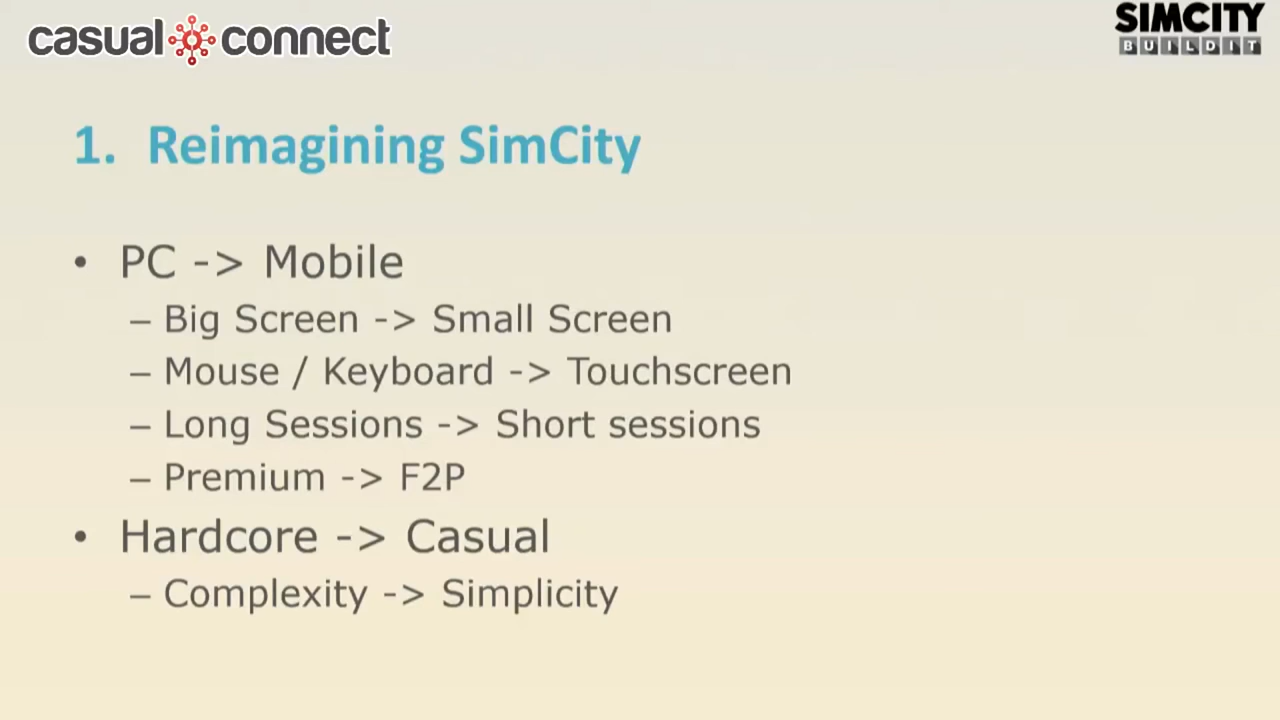 casual connect
SIMCITY
BUILDIT
1. Reimagining SimCity
• PC -> Mobile
– Big Screen -> Small Screen
– Mouse / Keyboard -> Touchscreen
– Long Sessions -> Short sessions
– Premium -> F2P
• Hardcore -> Casual
– Complexity -> Simplicity